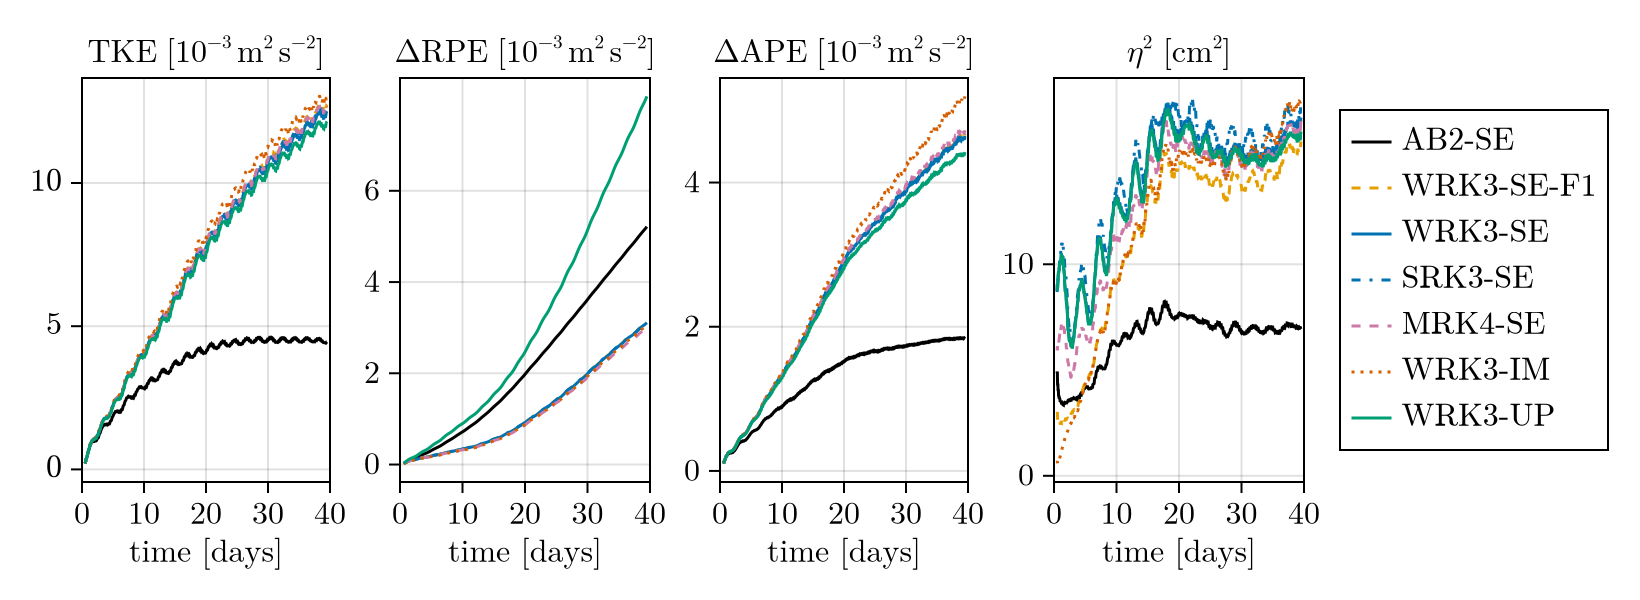 TKE [10⁻³ m² s⁻²]
ΔRPE [10⁻³ m² s⁻²]
ΔAPE [10⁻³ m² s⁻²]
η² [cm²]
10
5
0
0 10 20 30 40
time [days]
6
4
2
0
0 10 20 30 40
time [days]
4
2
0
0 10 20 30 40
time [days]
10
0
0 10 20 30 40
time [days]
AB2-SE
WRK3-SE-F1
WRK3-SE
SRK3-SE
MRK4-SE
WRK3-IM
WRK3-UP